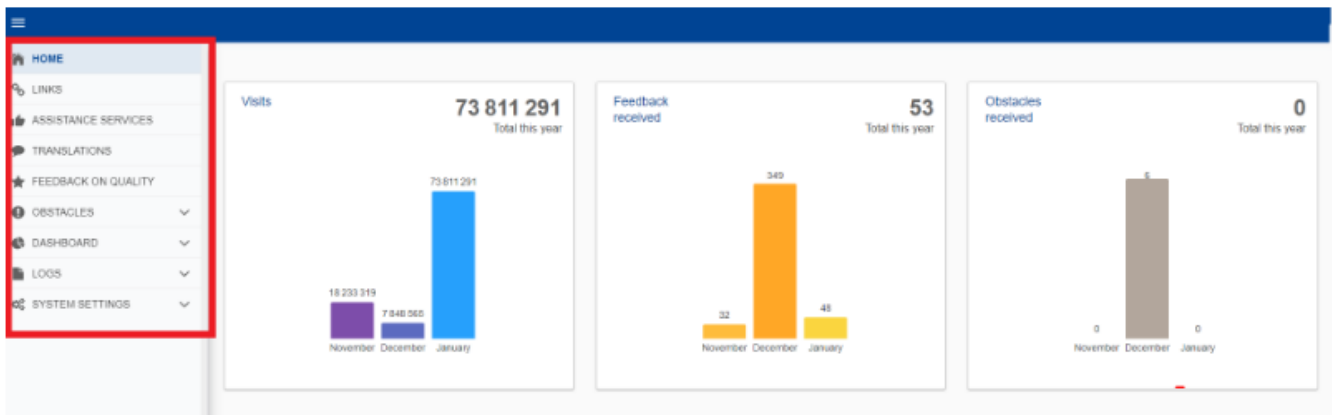 HOME
LINKS
ASSISTANCE SERVICES
TRANSLATIONS
FEEDBACK ON QUALITY
OBSTACLES
DASHBOARD
LOGS
SYSTEM SETTINGS
Visits
73 811 291
Total this year
73 811 291
18 233 319
7 848 568
November December January
Feedback
received
53
Total this year
349
32
48
November December January
Obstacles
received
0
Total this year
5
0 0
November December January